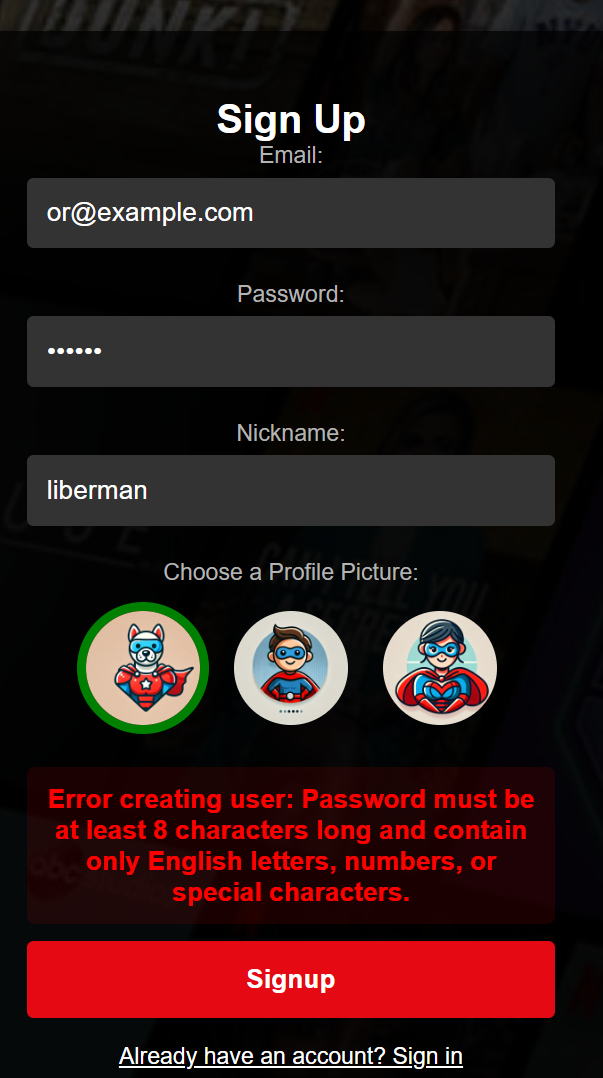 Sign Up
Email:
or@example.com
Password:
••••••
Nickname:
liberman
Choose a Profile Picture:
Error creating user: Password must be
at least 8 characters long and contain
only English letters, numbers, or
special characters.
Signup
Already have an account? Sign in